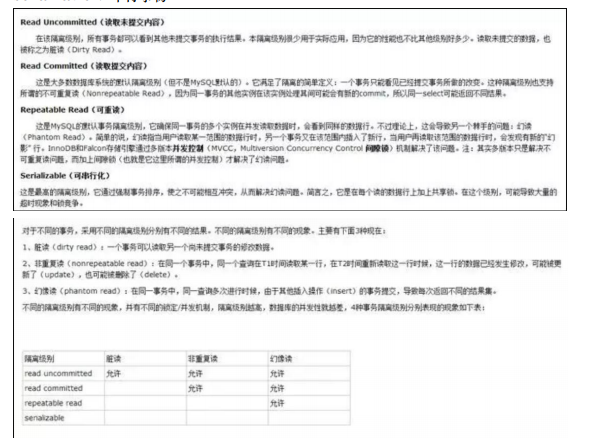 Read Uncommitted（读取未提交内容）
在该隔离级别，所有事务都可以看到其他未提交事务的执行结果。本隔离级别很少用于实际应用，因为它的性能也不比其他级别好多少。读取未提交的数据，也
被称之为脏读（Dirty Read）。
Read Committed（读取提交内容）
这是大多数数据库系统的默认隔离级别（但不是MySQL默认的）。它满足了隔离的简单定义：一个事务只能看见已经提交事务所做的改变。这种隔离级别也支持
所谓的不可重复读（Nonrepeatable Read），因为同一事务的其他实例在该实例处理其间可能会有新的commit，所以同一select可能返回不同结果。
Repeatable Read（可重读）
这是MySQL的默认事务隔离级别，它确保同一事务的多个实例在并发读取数据时，会看到同样的数据行。不过理论上，这会导致另一个棘手的问题：幻读
（Phantom Read）。简单的说，幻读指当用户读取某一范围的数据行时，另一个事务又在该范围内插入了新行，当用户再读取该范围的数据行时，会发现有新的“幻
影” 行。InnoDB和Falcon存储引擎通过多版本并发控制（MVCC，Multiversion Concurrency Control 间隙锁）机制解决了该问题。注：其实多版本只是解决不
可重复读问题，而加上间隙锁（也就是它这里所谓的并发控制）才解决了幻读问题。
Serializable（可串行化）
这是最高的隔离级别，它通过强制事务排序，使之不可能相互冲突，从而解决幻读问题。简言之，它是在每个读的数据行上加上共享锁。在这个级别，可能导致大量的
超时现象和锁竞争。
对于不同的事务，采用不同的隔离级别分别有不同的结果。不同的隔离级别有不同的现象。主要有下面3种现在：
1、脏读（dirty read）：一个事务可以读取另一个尚未提交事务的修改数据。
2、非重复读（nonrepeatable read）：在同一个事务中，同一个查询在T1时间读取某一行，在T2时间重新读取这一行时候，这一行的数据已经发生修改，可能被更
新了（update），也可能被删除了（delete）。
3、幻像读（phantom read）：在同一事务中，同一查询多次进行时候，由于其他插入操作（insert）的事务提交，导致每次返回不同的结果集。
不同的隔离级别有不同的现象，并有不同的锁定/并发机制，隔离级别越高，数据库的并发性就越差，4种事务隔离级别分别表现的现象如下表：
隔离级别 脏读 非重复读 幻像读
read uncommitted 允许 允许 允许
read committed 允许 允许
repeatable read 允许
serializable